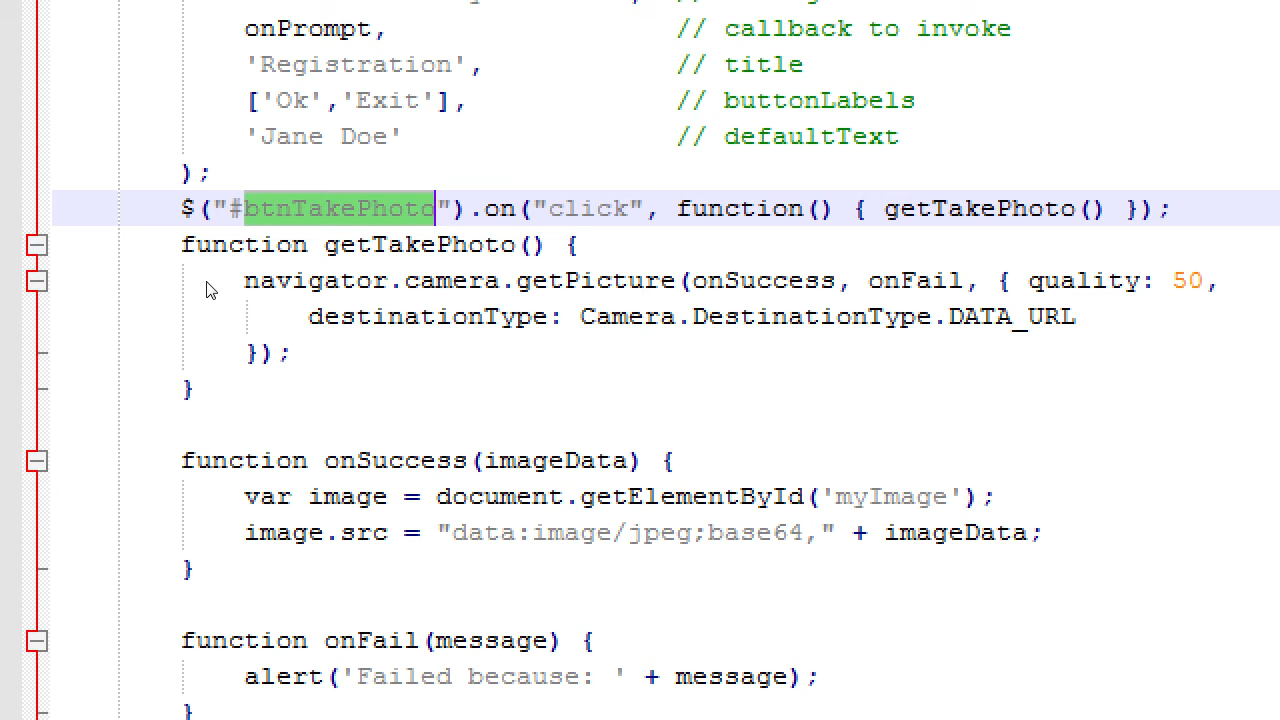 onPrompt, // callback to invoke
'Registration', // title
['Ok','Exit'], // buttonLabels
'Jane Doe' // defaultText
);
$("#btnTakePhoto").on("click", function() { getTakePhoto() });
function getTakePhoto() {
navigator.camera.getPicture(onSuccess, onFail, { quality: 50,
destinationType: Camera.DestinationType.DATA_URL
});
}
function onSuccess(imageData) {
var image = document.getElementById('myImage');
image.src = "data:image/jpeg;base64," + imageData;
}
function onFail(message) {
alert('Failed because: ' + message);
}